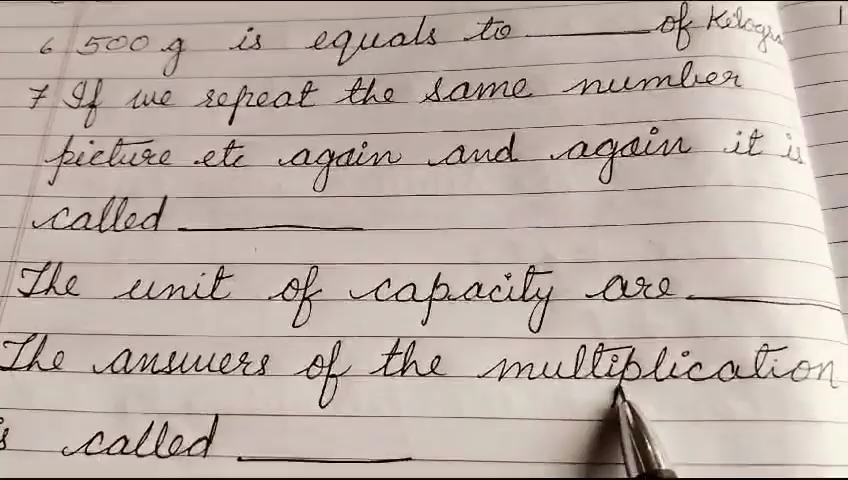 6 500 g is equals to ______ of Kilogra
7 If we repeat the same number
picture etc again and again it is
called ______
The unit of capacity are ______
The answers of the multiplication
is called ______